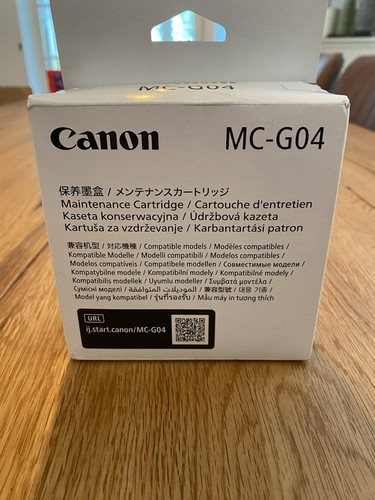 MC-G04
Canon MC-G04
保养墨盒 / メンテナンスカートリッジ
Maintenance Cartridge / Cartouche d'entretien
Kaseta konserwacyjna / Údržbová kazeta
Kartuša za vzdrževanje / Karbantartási patron
兼容机型 / 対応機種 / Compatible models / Modèles compatibles /
Kompatible Modelle / Modelli compatibili / Modelos compatibles /
Modelos compatíveis / Compatibele modellen / Совместимые модели /
Kompatybilne modele / Kompatibilní modely / Kompatibilné modely /
Kompatibilis modellek / Uyumlu modeller / Συμβατά μοντέλα /
Сумісні моделі / الموديلات المتوافقة / 兼容型號 / 대응 기종 /
Model yang kompatibel / รุ่นที่รองรับ / Mẫu máy in tương thích
URL
ij.start.canon/MC-G04